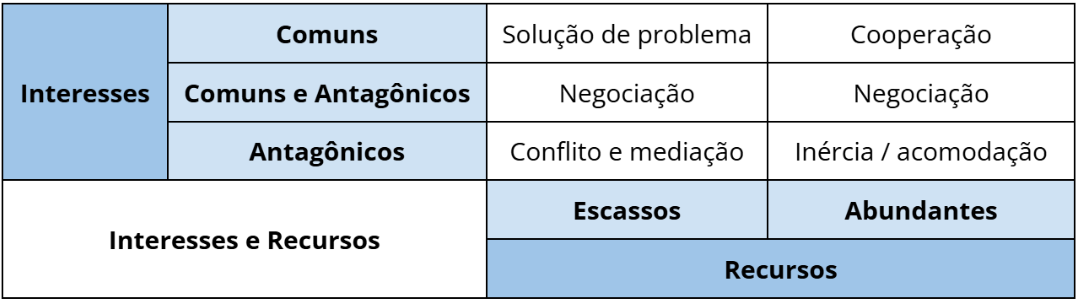 Comuns
Solução de problema
Cooperação
Interesses
Comuns e Antagônicos
Negociação
Negociação
Antagônicos
Conflito e mediação
Inércia / acomodação
Escassos
Abundantes
Interesses e Recursos
Recursos